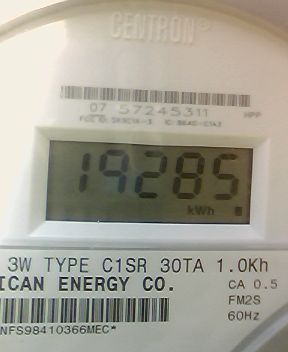 CENTRON®
07 57245311 HPP
19285
kWh
3W TYPE C1SR 30TA 1.0Kh
ICAN ENERGY CO. CA 0.5
FM2S
NFS98410366MEC* 60Hz